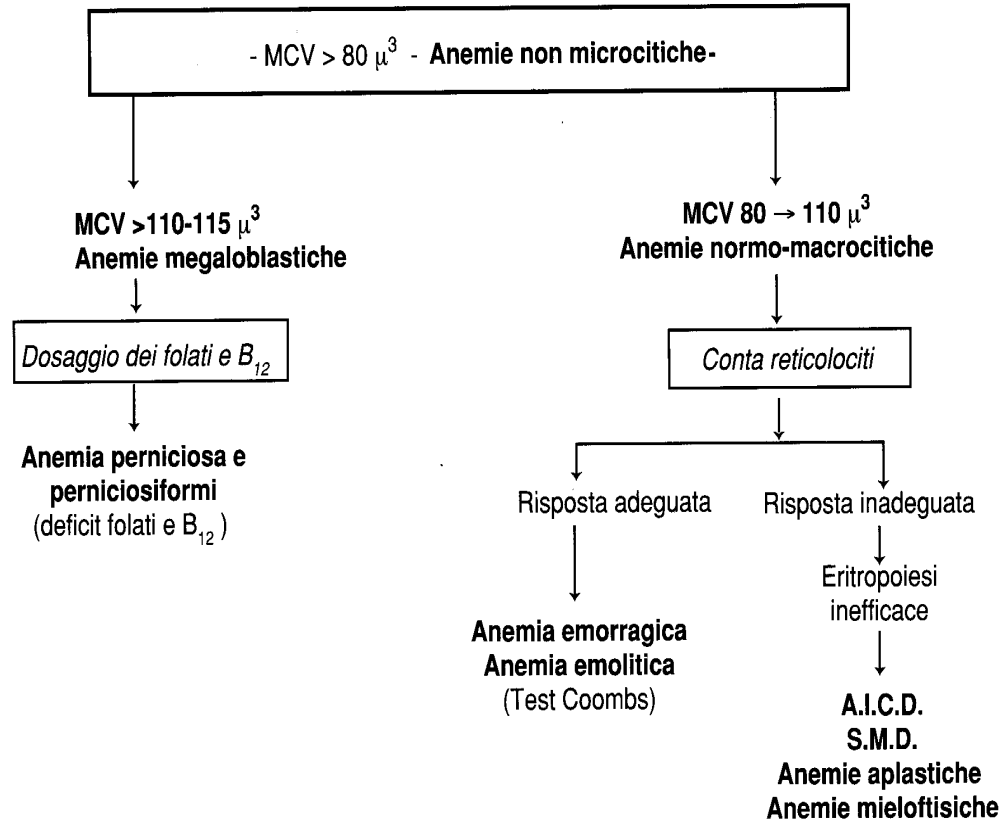 - MCV > 80 μ³ - Anemie non microcitiche-
MCV >110-115 μ³
Anemie megaloblastiche
Dosaggio dei folati e B₁₂
Anemia perniciosa e
perniciosiformi
(deficit folati e B₁₂ )
MCV 80 → 110 μ³
Anemie normo-macrocitiche
Conta reticolociti
Risposta adeguata
Anemia emorragica
Anemia emolitica
(Test Coombs)
Risposta inadeguata
Eritropoiesi
inefficace
A.I.C.D.
S.M.D.
Anemie aplastiche
Anemie mieloftisiche